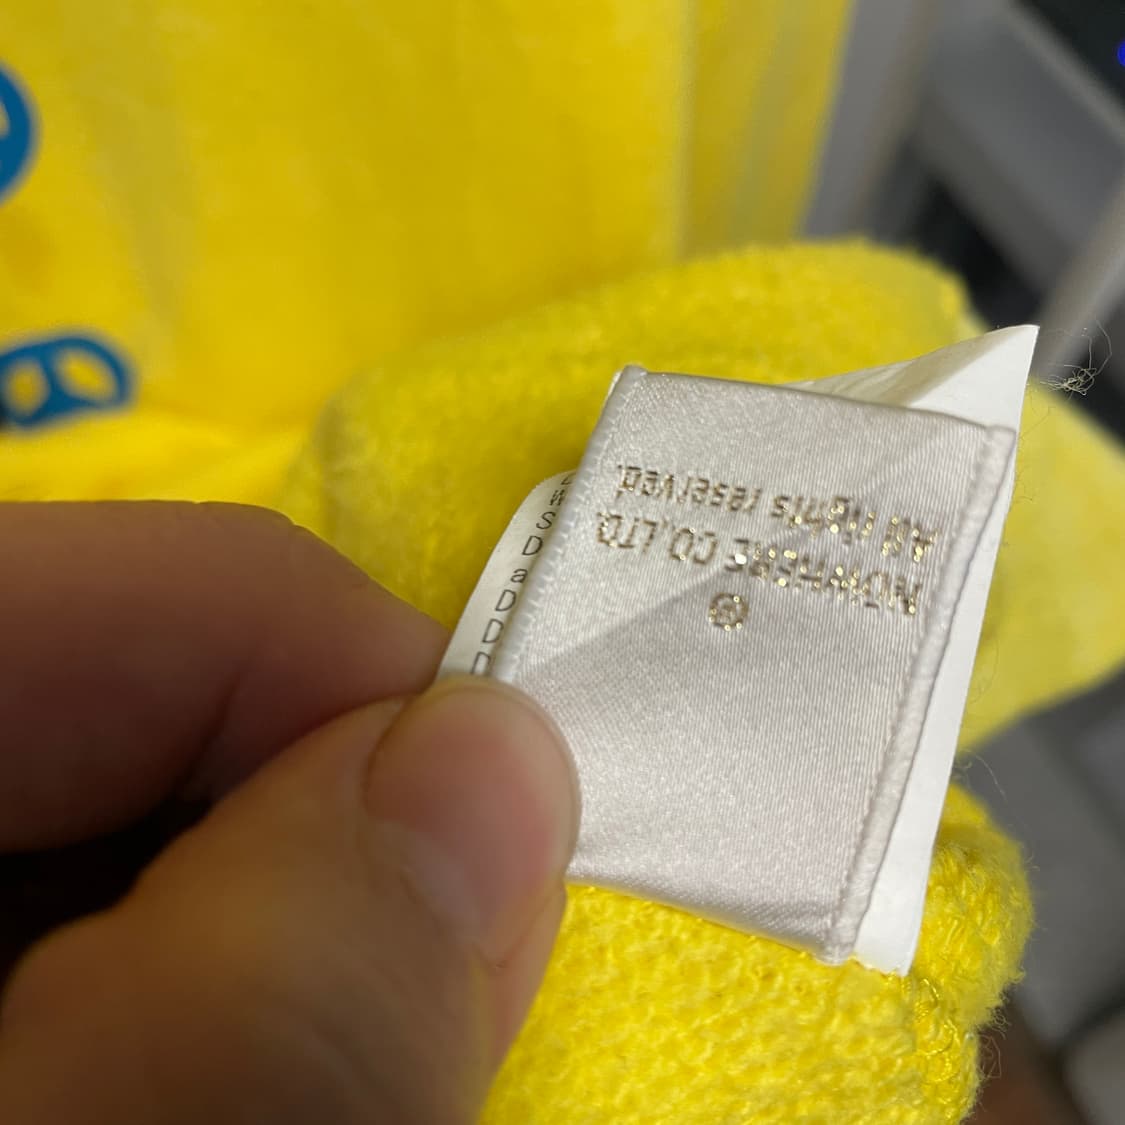 ®
NOWHERE CO.,LTD.
All rights reserved.